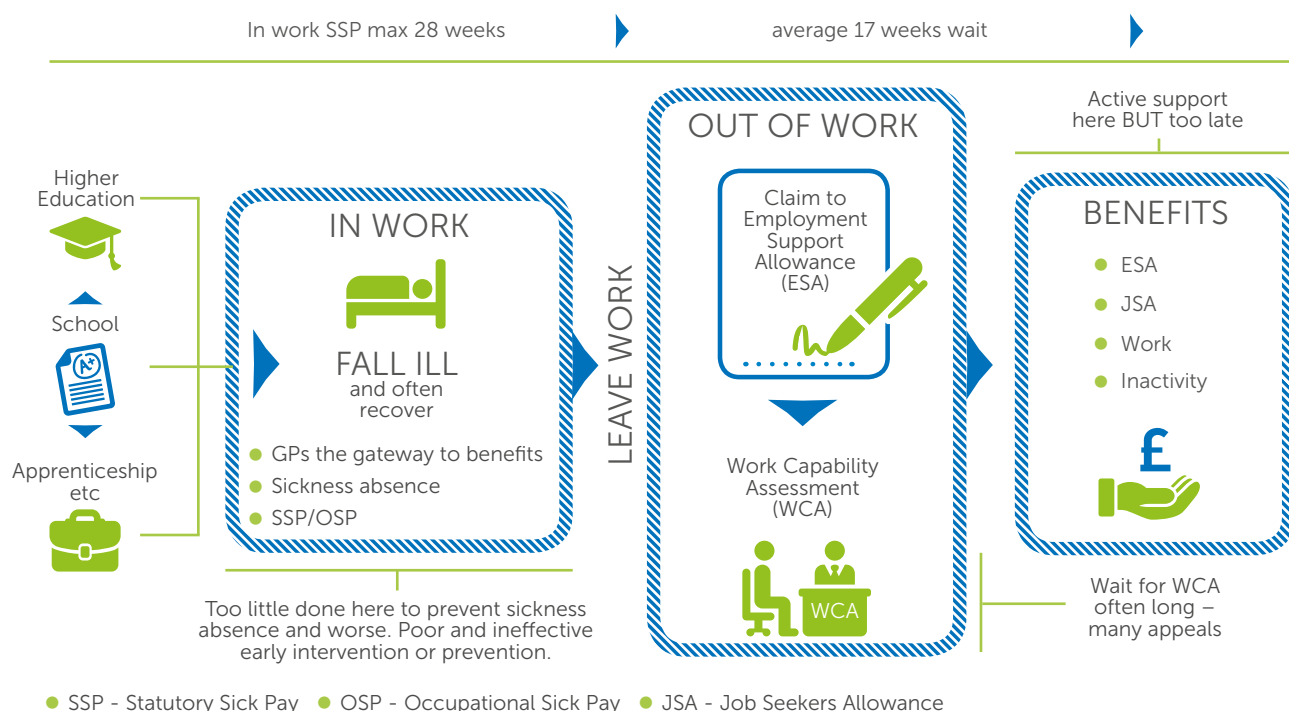 In work SSP max 28 weeks
average 17 weeks wait
Higher
Education
School
A+
Apprenticeship
etc
IN WORK
FALL ILL
and often
recover
GPs the gateway to benefits
Sickness absence
SSP/OSP
Too little done here to prevent sickness
absence and worse. Poor and ineffective
early intervention or prevention.
LEAVE WORK
OUT OF WORK
Claim to
Employment
Support
Allowance
(ESA)
Work Capability
Assessment
(WCA)
WCA
Active support
here BUT too late
BENEFITS
ESA
JSA
Work
Inactivity
£
Wait for WCA
often long –
many appeals
SSP - Statutory Sick Pay OSP - Occupational Sick Pay JSA - Job Seekers Allowance